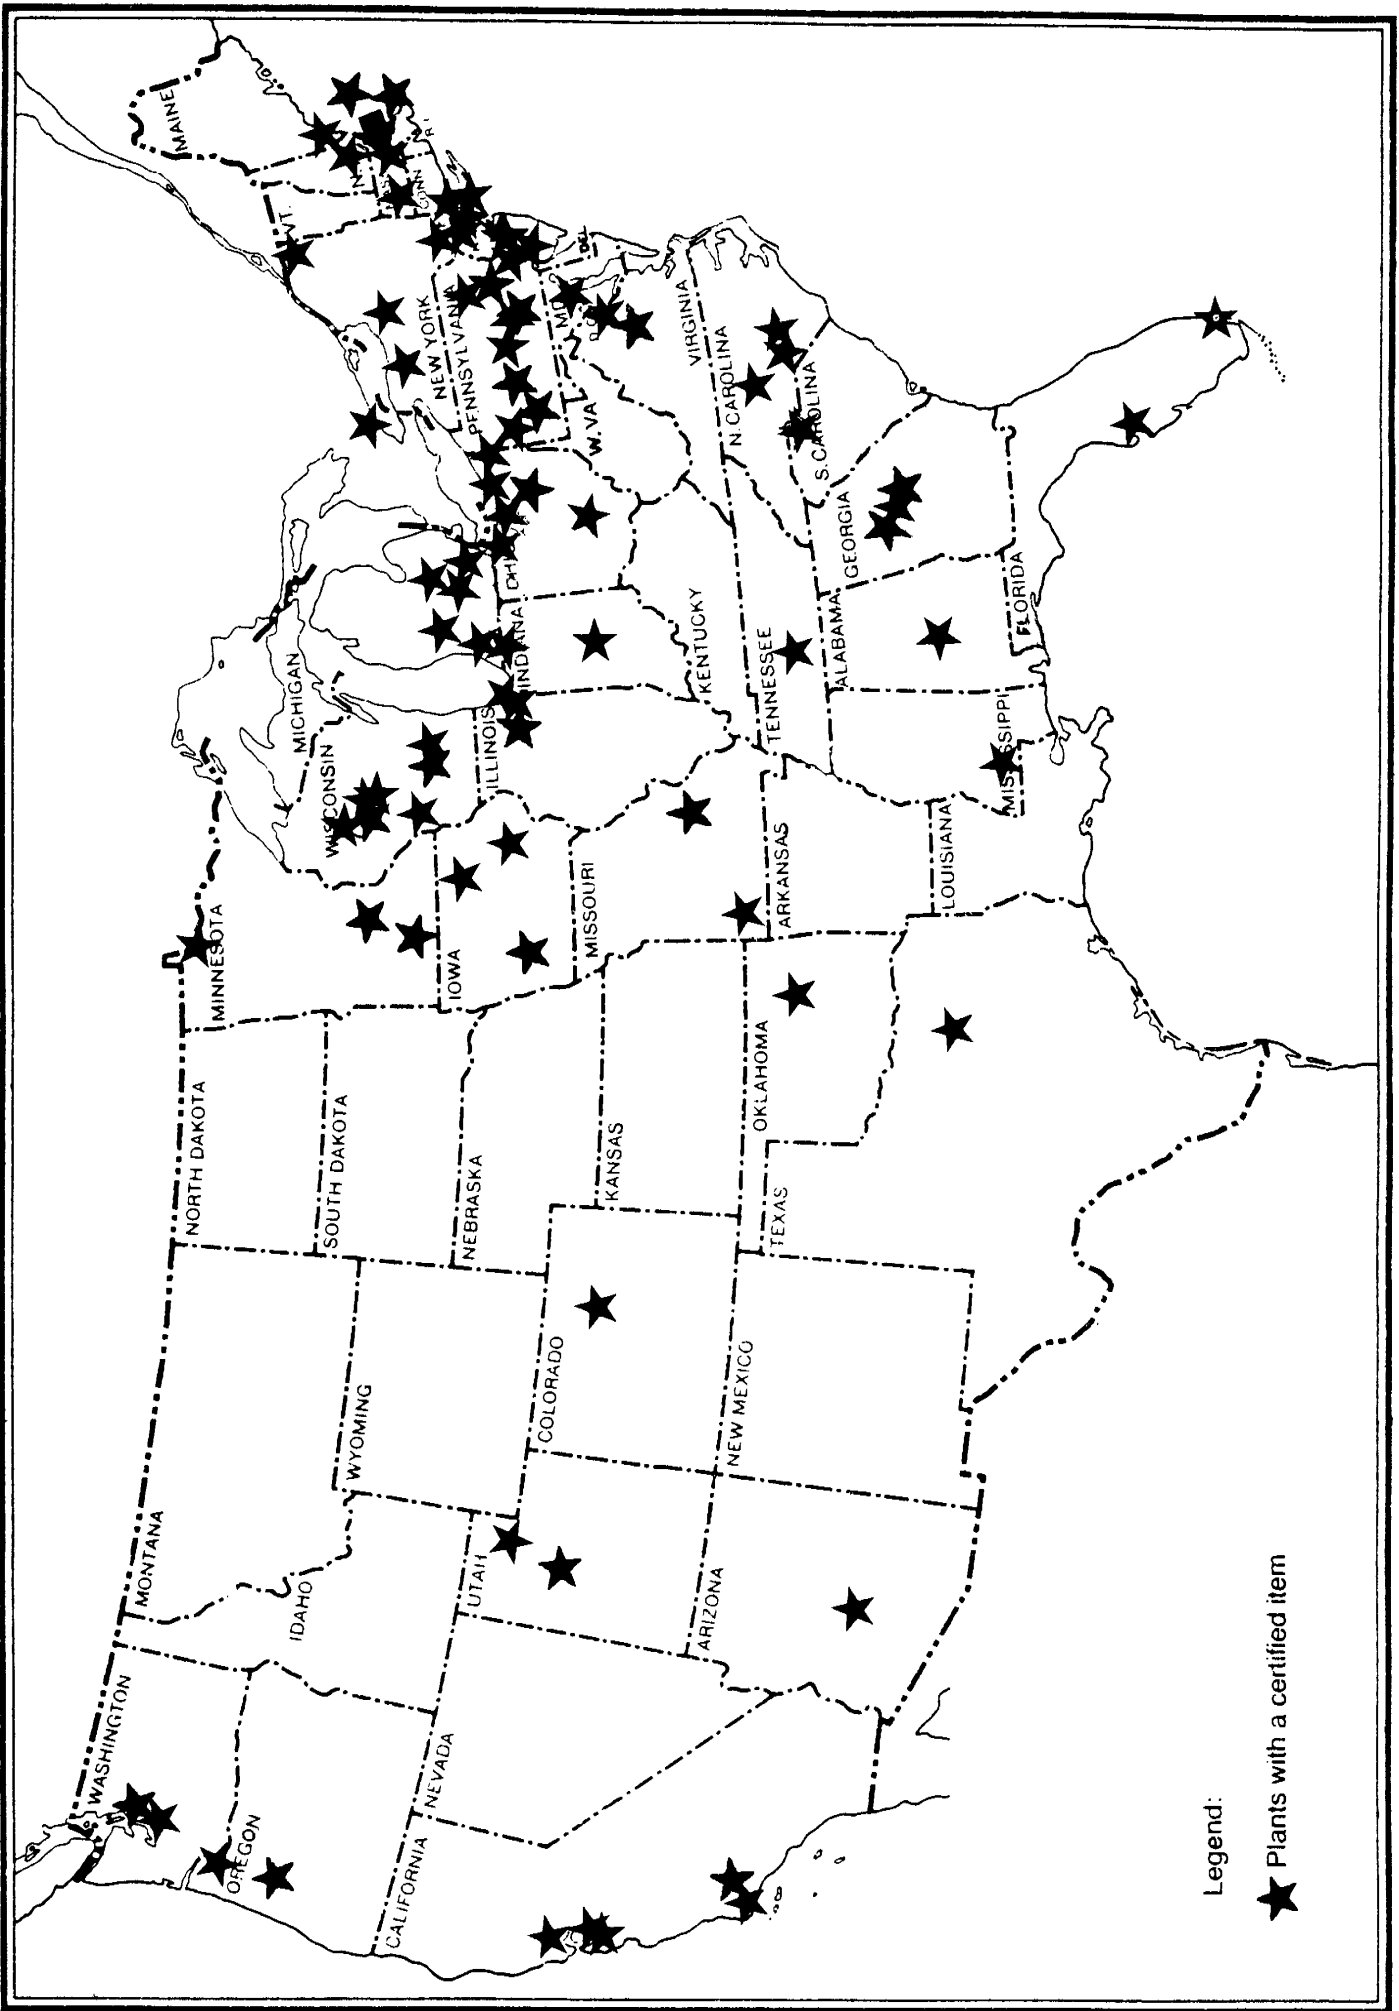 WASHINGTON
MONTANA
NORTH DAKOTA
MINNESOTA
MAINE
OREGON
IDAHO
WYOMING
SOUTH DAKOTA
WISCONSIN
MICHIGAN
VT.
NEW YORK
CALIFORNIA
NEVADA
UTAH
COLORADO
NEBRASKA
IOWA
ILLINOIS
INDIANA
PENNSYLVANIA
R.I.
KANSAS
MISSOURI
KENTUCKY
W.VA
MD
DEL
VIRGINIA
ARIZONA
NEW MEXICO
TEXAS
OKLAHOMA
ARKANSAS
TENNESSEE
N.CAROLINA
S.CAROLINA
LOUISIANA
MISSISSIPPI
ALABAMA
GEORGIA
FLORIDA
Legend:
Plants with a certified item